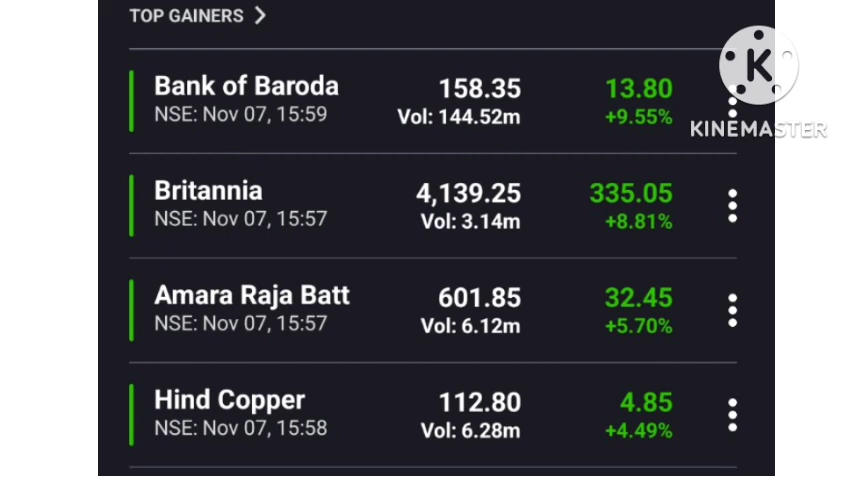 TOP GAINERS
Bank of Baroda 158.35 13.80
NSE: Nov 07, 15:59 Vol: 144.52m +9.55%
K
KINEMASTER
Britannia 4,139.25 335.05
NSE: Nov 07, 15:57 Vol: 3.14m +8.81%
Amara Raja Batt 601.85 32.45
NSE: Nov 07, 15:57 Vol: 6.12m +5.70%
Hind Copper 112.80 4.85
NSE: Nov 07, 15:58 Vol: 6.28m +4.49%